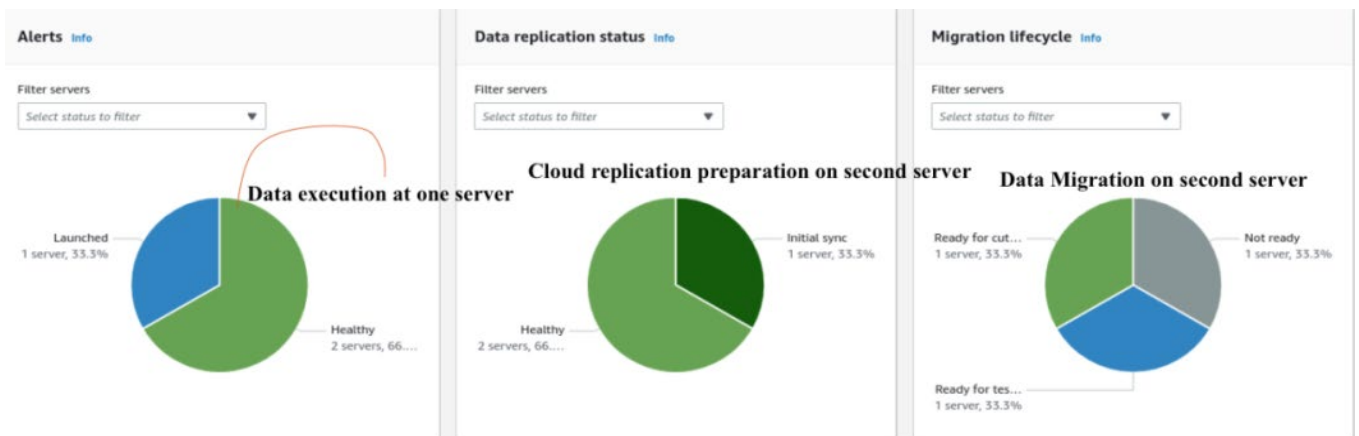 Alerts Info
Filter servers
Select status to filter
Data execution at one server
Launched
1 server, 33.3%
Healthy
2 servers, 66....
Data replication status Info
Filter servers
Select status to filter
Cloud replication preparation on second server
Initial sync
1 server, 33.3%
Healthy
2 servers, 66....
Migration lifecycle Info
Filter servers
Select status to filter
Data Migration on second server
Ready for cut...
1 server, 33.3%
Not ready
1 server, 33.3%
Ready for tes...
1 server, 33.3%